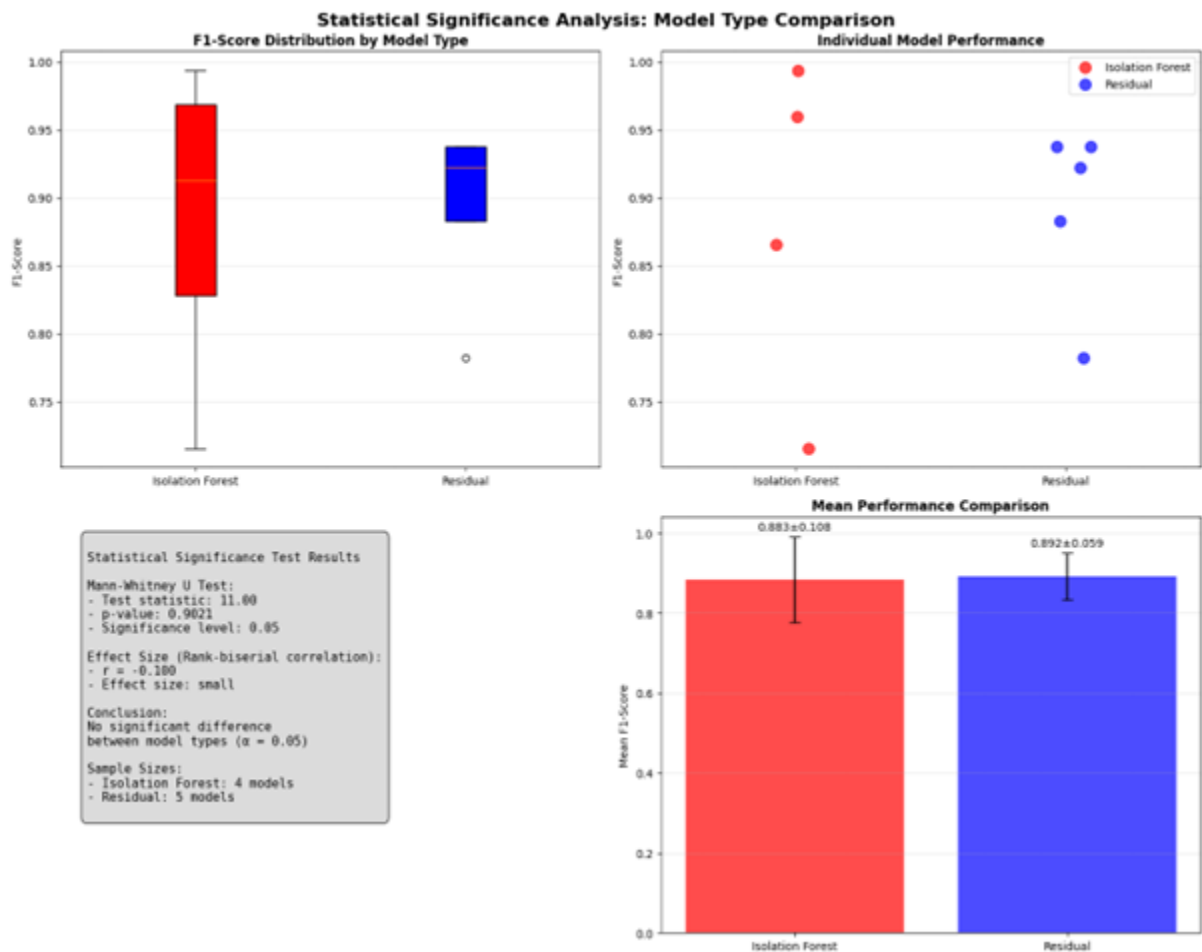 Statistical Significance Analysis: Model Type Comparison
F1-Score Distribution by Model Type
1.00
0.95
0.90
0.85
0.80
0.75
F1-Score
Isolation Forest
Residual
Individual Model Performance
Isolation Forest
Residual
1.00
0.95
0.90
0.85
0.80
0.75
F1-Score
Isolation Forest
Residual
Statistical Significance Test Results
Mann-Whitney U Test:
- Test statistic: 11.00
- p-value: 0.9021
- Significance level: 0.05
Effect Size (Rank-biserial correlation):
- r = -0.100
- Effect size: small
Conclusion:
No significant difference
between model types (α = 0.05)
Sample Sizes:
- Isolation Forest: 4 models
- Residual: 5 models
Mean Performance Comparison
0.883±0.108
0.892±0.059
1.0
0.8
0.6
0.4
0.2
0.0
Mean F1-Score
Isolation Forest
Residual